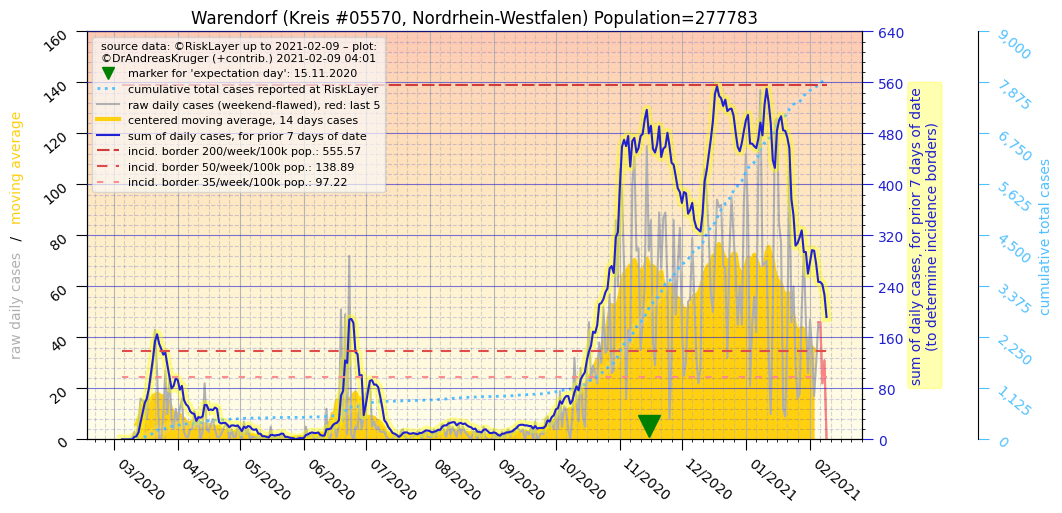 Warendorf (Kreis #05570, Nordrhein-Westfalen) Population=277783
source data: ©RiskLayer up to 2021-02-09 – plot:
©DrAndreasKruger (+contrib.) 2021-02-09 04:01
marker for 'expectation day': 15.11.2020
cumulative total cases reported at RiskLayer
raw daily cases (weekend-flawed), red: last 5
centered moving average, 14 days cases
sum of daily cases, for prior 7 days of date
incid. border 200/week/100k pop.: 555.57
incid. border 50/week/100k pop.: 138.89
incid. border 35/week/100k pop.: 97.22
raw daily cases / moving average
160
140
120
100
80
60
40
20
0
03/2020
04/2020
05/2020
06/2020
07/2020
08/2020
09/2020
10/2020
11/2020
12/2020
01/2021
02/2021
640
560
480
400
320
240
160
80
0
sum of daily cases, for prior 7 days of date
(to determine incidence borders)
9,000
7,875
6,750
5,625
4,500
3,375
2,250
1,125
0
cumulative total cases